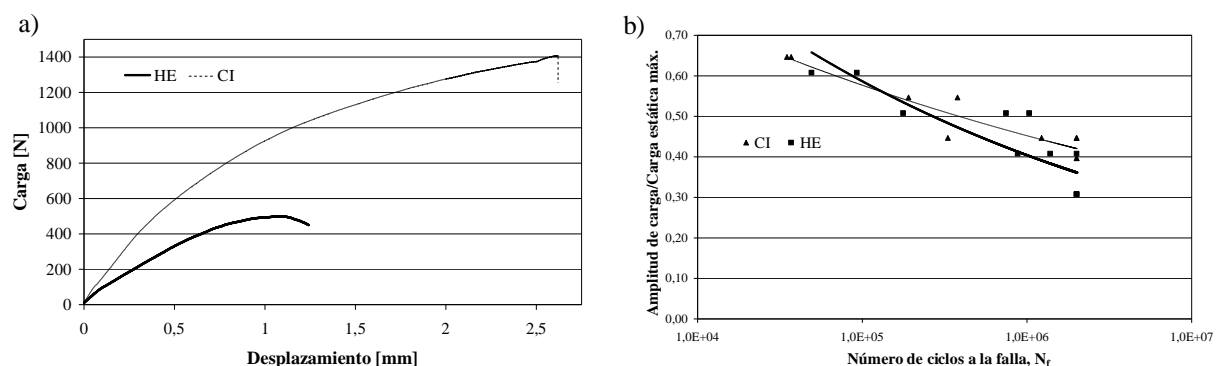 a)
1400
1200
1000
800
600
400
200
0
Carga [N]
HE
CI
0
0,5
1
1,5
2
2,5
Desplazamiento [mm]
b)
0,70
0,60
0,50
0,40
0,30
0,20
0,10
0,00
Amplitud de carga/Carga estática máx.
CI
HE
1,0E+04
1,0E+05
1,0E+06
1,0E+07
Número de ciclos a la falla, Nf